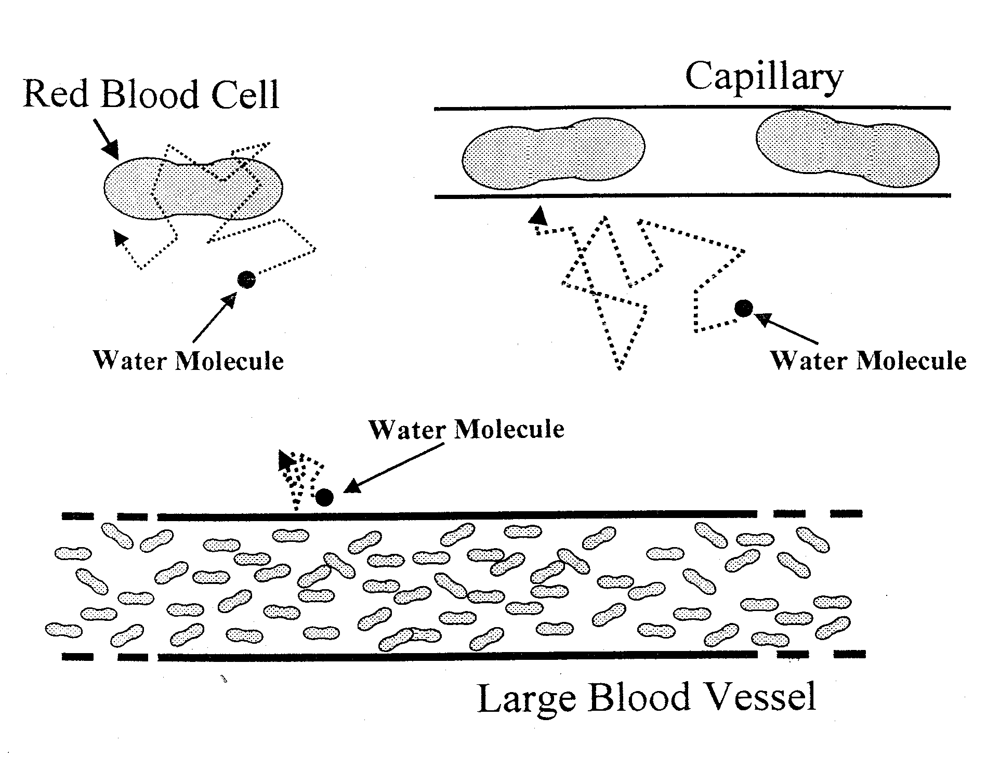 Capillary
Red Blood Cell
Water Molecule
Water Molecule
Water Molecule
Large Blood Vessel